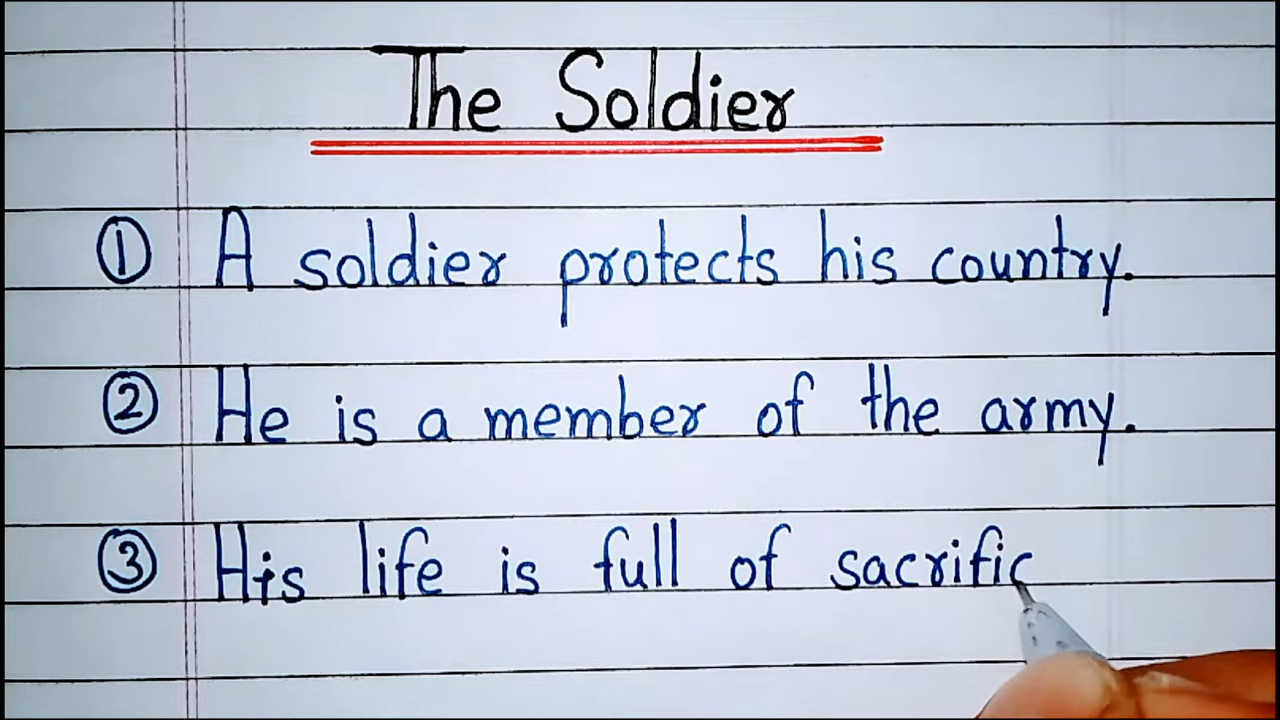 The Soldier
① A soldier protects his country.
② He is a member of the army.
③ His life is full of sacrific